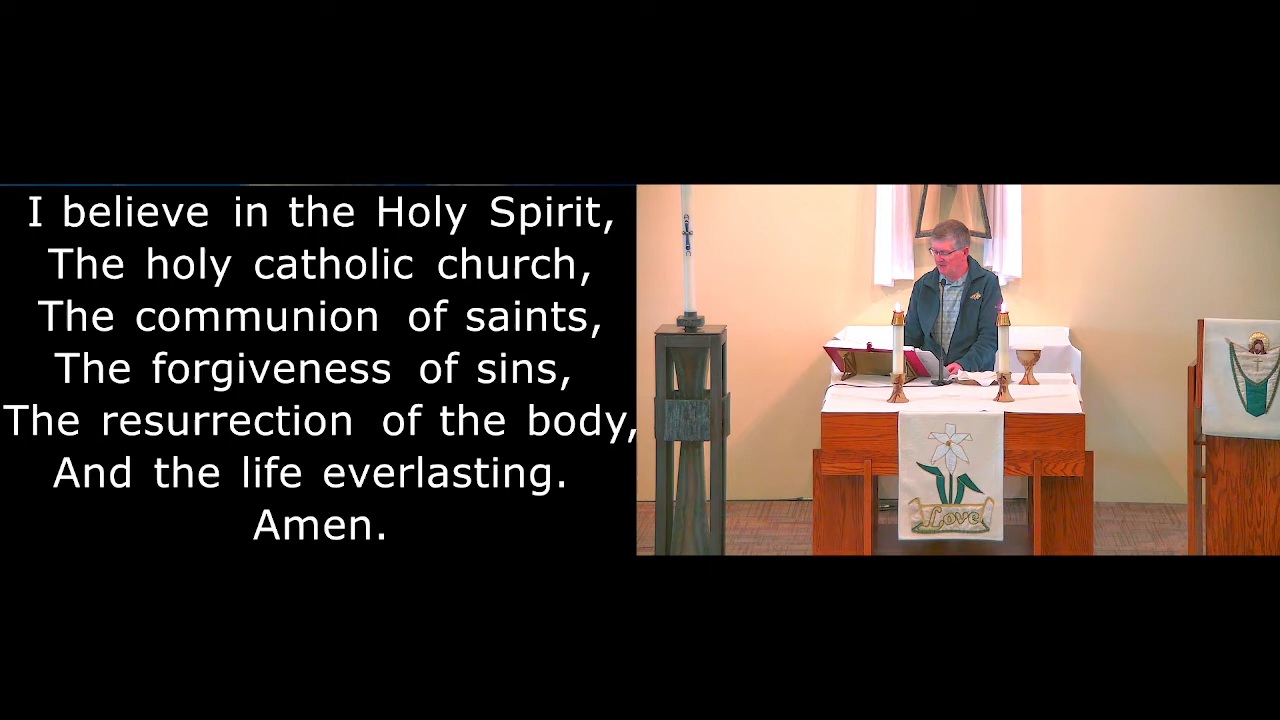 I believe in the Holy Spirit,
The holy catholic church,
The communion of saints,
The forgiveness of sins,
The resurrection of the body,
And the life everlasting.
Amen.
Love